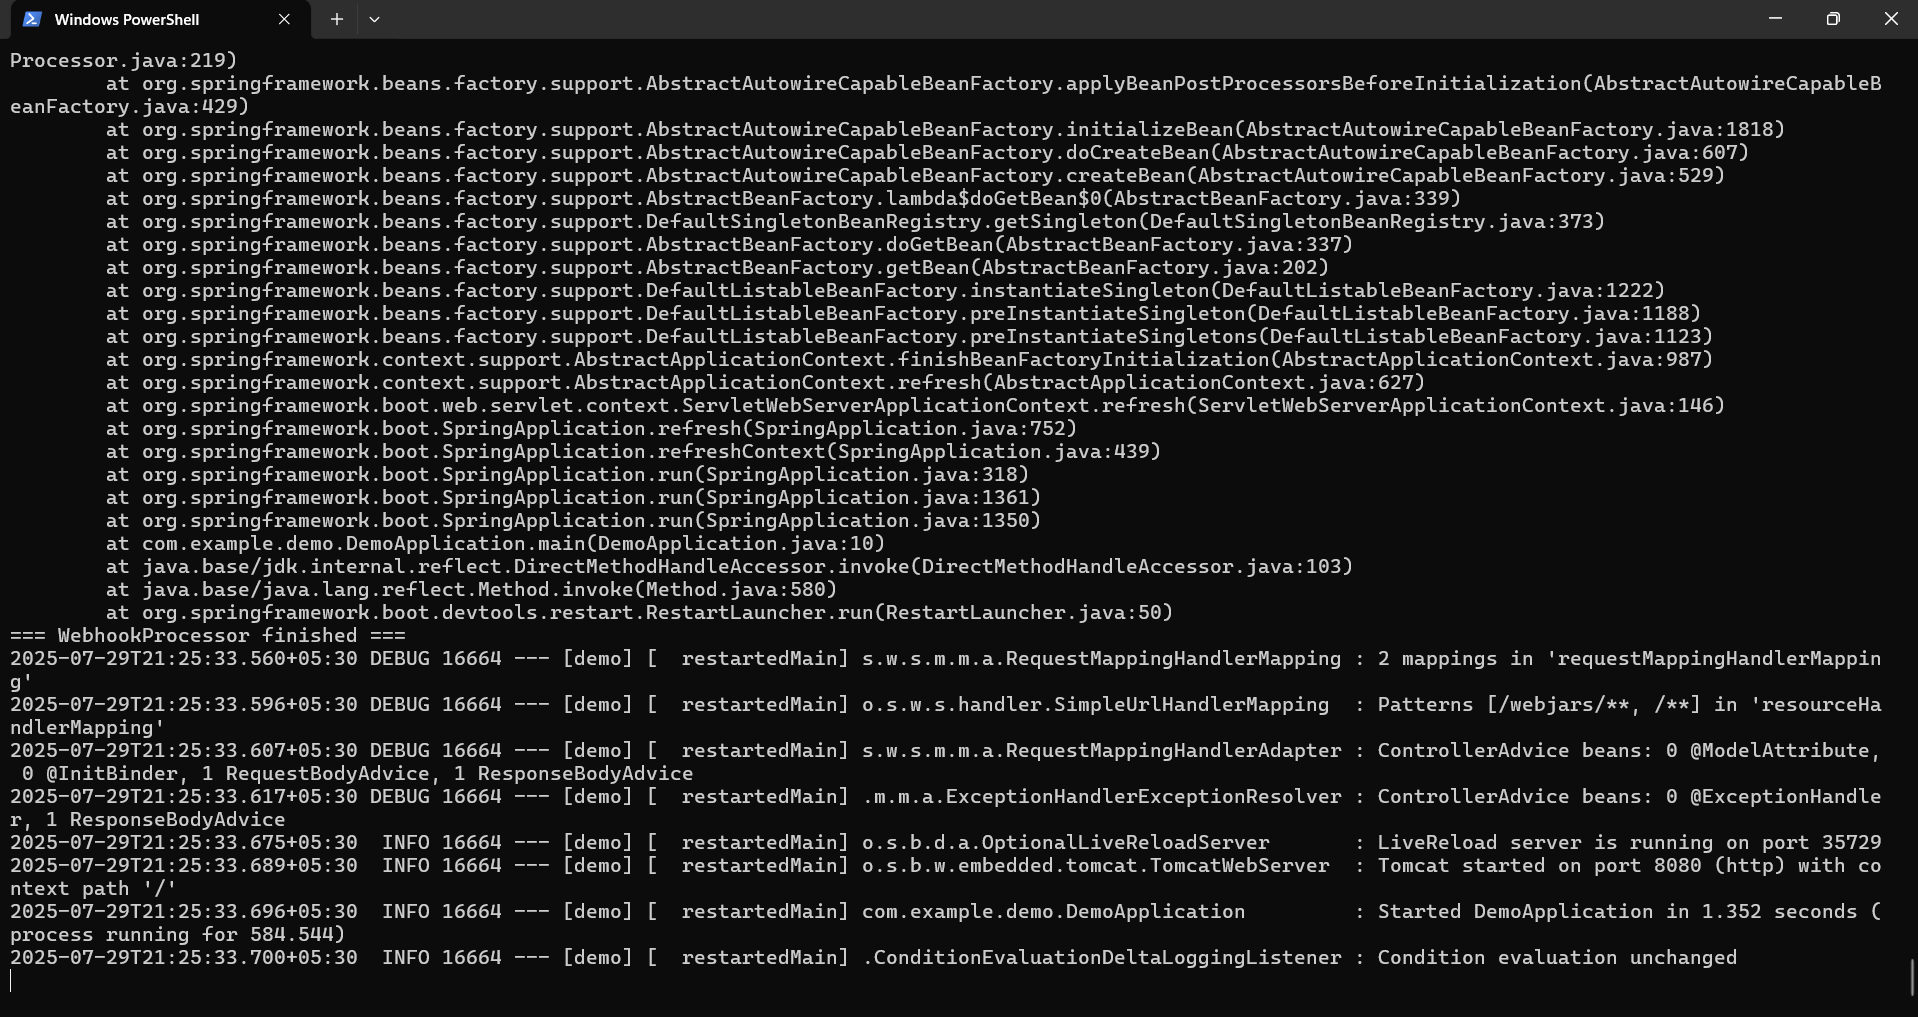 Windows PowerShell
Processor.java:219)
        at org.springframework.beans.factory.support.AbstractAutowireCapableBeanFactory.applyBeanPostProcessorsBeforeInitialization(AbstractAutowireCapableB
eanFactory.java:429)
        at org.springframework.beans.factory.support.AbstractAutowireCapableBeanFactory.initializeBean(AbstractAutowireCapableBeanFactory.java:1818)
        at org.springframework.beans.factory.support.AbstractAutowireCapableBeanFactory.doCreateBean(AbstractAutowireCapableBeanFactory.java:607)
        at org.springframework.beans.factory.support.AbstractAutowireCapableBeanFactory.createBean(AbstractAutowireCapableBeanFactory.java:529)
        at org.springframework.beans.factory.support.AbstractBeanFactory.lambda$doGetBean$0(AbstractBeanFactory.java:339)
        at org.springframework.beans.factory.support.DefaultSingletonBeanRegistry.getSingleton(DefaultSingletonBeanRegistry.java:373)
        at org.springframework.beans.factory.support.AbstractBeanFactory.doGetBean(AbstractBeanFactory.java:337)
        at org.springframework.beans.factory.support.AbstractBeanFactory.getBean(AbstractBeanFactory.java:202)
        at org.springframework.beans.factory.support.DefaultListableBeanFactory.instantiateSingleton(DefaultListableBeanFactory.java:1222)
        at org.springframework.beans.factory.support.DefaultListableBeanFactory.preInstantiateSingleton(DefaultListableBeanFactory.java:1188)
        at org.springframework.beans.factory.support.DefaultListableBeanFactory.preInstantiateSingletons(DefaultListableBeanFactory.java:1123)
        at org.springframework.context.support.AbstractApplicationContext.finishBeanFactoryInitialization(AbstractApplicationContext.java:987)
        at org.springframework.context.support.AbstractApplicationContext.refresh(AbstractApplicationContext.java:627)
        at org.springframework.boot.web.servlet.context.ServletWebServerApplicationContext.refresh(ServletWebServerApplicationContext.java:146)
        at org.springframework.boot.SpringApplication.refresh(SpringApplication.java:752)
        at org.springframework.boot.SpringApplication.refreshContext(SpringApplication.java:439)
        at org.springframework.boot.SpringApplication.run(SpringApplication.java:318)
        at org.springframework.boot.SpringApplication.run(SpringApplication.java:1361)
        at org.springframework.boot.SpringApplication.run(SpringApplication.java:1350)
        at com.example.demo.DemoApplication.main(DemoApplication.java:10)
        at java.base/jdk.internal.reflect.DirectMethodHandleAccessor.invoke(DirectMethodHandleAccessor.java:103)
        at java.base/java.lang.reflect.Method.invoke(Method.java:580)
        at org.springframework.boot.devtools.restart.RestartLauncher.run(RestartLauncher.java:50)
=== WebhookProcessor finished ===
2025-07-29T21:25:33.560+05:30 DEBUG 16664 --- [demo] [  restartedMain] s.w.s.m.m.a.RequestMappingHandlerMapping : 2 mappings in 'requestMappingHandlerMappin
g'
2025-07-29T21:25:33.596+05:30 DEBUG 16664 --- [demo] [  restartedMain] o.s.w.s.handler.SimpleUrlHandlerMapping  : Patterns [/webjars/**, /**] in 'resourceHa
ndlerMapping'
2025-07-29T21:25:33.607+05:30 DEBUG 16664 --- [demo] [  restartedMain] s.w.s.m.m.a.RequestMappingHandlerAdapter : ControllerAdvice beans: 0 @ModelAttribute,
 0 @InitBinder, 1 RequestBodyAdvice, 1 ResponseBodyAdvice
2025-07-29T21:25:33.617+05:30 DEBUG 16664 --- [demo] [  restartedMain] .m.m.a.ExceptionHandlerExceptionResolver : ControllerAdvice beans: 0 @ExceptionHandle
r, 1 ResponseBodyAdvice
2025-07-29T21:25:33.675+05:30  INFO 16664 --- [demo] [  restartedMain] o.s.b.d.a.OptionalLiveReloadServer       : LiveReload server is running on port 35729
2025-07-29T21:25:33.689+05:30  INFO 16664 --- [demo] [  restartedMain] o.s.b.w.embedded.tomcat.TomcatWebServer  : Tomcat started on port 8080 (http) with co
ntext path '/'
2025-07-29T21:25:33.696+05:30  INFO 16664 --- [demo] [  restartedMain] com.example.demo.DemoApplication         : Started DemoApplication in 1.352 seconds (
process running for 584.544)
2025-07-29T21:25:33.700+05:30  INFO 16664 --- [demo] [  restartedMain] .ConditionEvaluationDeltaLoggingListener : Condition evaluation unchanged